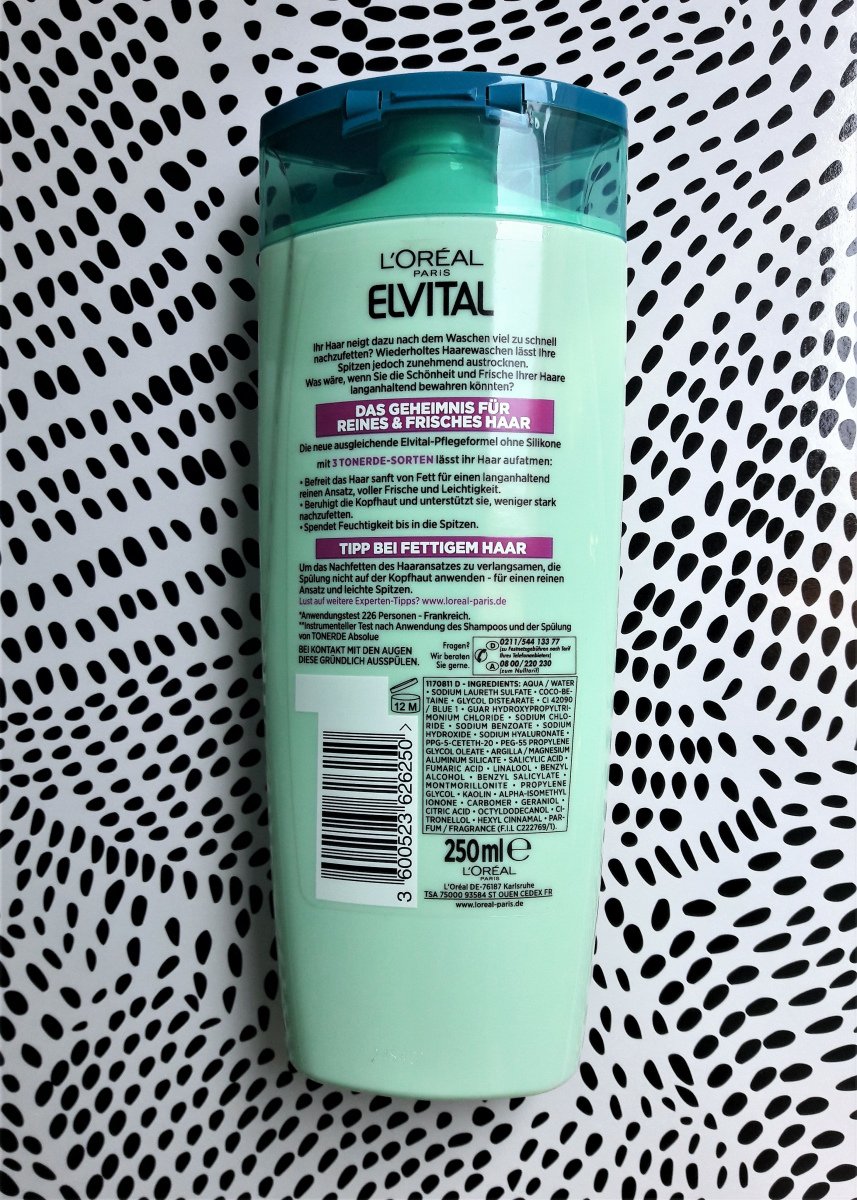 L'ORÉAL
PARIS
ELVITAL
Ihr Haar neigt dazu nach dem Waschen viel zu schnell
nachzufetten? Wiederholtes Haarewaschen lässt Ihre
Spitzen jedoch zunehmend austrocknen.
Was wäre, wenn Sie die Schönheit und Frische Ihrer Haare
langanhaltend bewahren könnten?
DAS GEHEIMNIS FÜR
REINES & FRISCHES HAAR
Die neue ausgleichende Elvital-Pflegeformel ohne Silikone
mit 3 TONERDE-SORTEN lässt ihr Haar aufatmen:
• Befreit das Haar sanft von Fett für einen langanhaltend
reinen Ansatz, voller Frische und Leichtigkeit.
• Beruhigt die Kopfhaut und unterstützt sie, weniger stark
nachzufetten.
• Spendet Feuchtigkeit bis in die Spitzen.
TIPP BEI FETTIGEM HAAR
Um das Nachfetten des Haaransatzes zu verlangsamen, die
Spülung nicht auf der Kopfhaut anwenden - für einen reinen
Ansatz und leichte Spitzen.
Lust auf weitere Experten-Tipps? www.loreal-paris.de
*Anwendungstest 226 Personen - Frankreich.
**Instrumenteller Test nach Anwendung des Shampoos und der Spülung
von TONERDE Absolue
BEI KONTAKT MIT DEN AUGEN
DIESE GRÜNDLICH AUSSPÜLEN.
Fragen?
Wir beraten
Sie gerne.
D 0211/544 133 77
(zu Festnetzgebühren nach Tarif
Ihres Telefonanbieters)
A 08 00/220 230
(zum Nulltarif)
12 M
1170811 D - INGREDIENTS: AQUA / WATER
• SODIUM LAURETH SULFATE • COCO-BE-
TAINE • GLYCOL DISTEARATE • CI 42090
/ BLUE 1 • GUAR HYDROXYPROPYLTRI-
MONIUM CHLORIDE • SODIUM CHLO-
RIDE • SODIUM BENZOATE • SODIUM
HYDROXIDE • SODIUM HYALURONATE •
PPG-5-CETETH-20 • PEG-55 PROPYLENE
GLYCOL OLEATE • ARGILLA / MAGNESIUM
ALUMINUM SILICATE • SALICYLIC ACID •
FUMARIC ACID • LINALOOL • BENZYL
ALCOHOL • BENZYL SALICYLATE •
MONTMORILLONITE • PROPYLENE
GLYCOL • KAOLIN • ALPHA-ISOMETHYL
IONONE • CARBOMER • GERANIOL •
CITRIC ACID • OCTYLDODECANOL • CI-
TRONELLOL • HEXYL CINNAMAL • PAR-
FUM / FRAGRANCE (F.I.L C222769/1).
3 600523 626250 >
250 ml e
L'ORÉAL
PARIS
L'Oréal DE-76187 Karlsruhe
TSA 75000 93584 ST OUEN CEDEX FR
www.loreal-paris.de